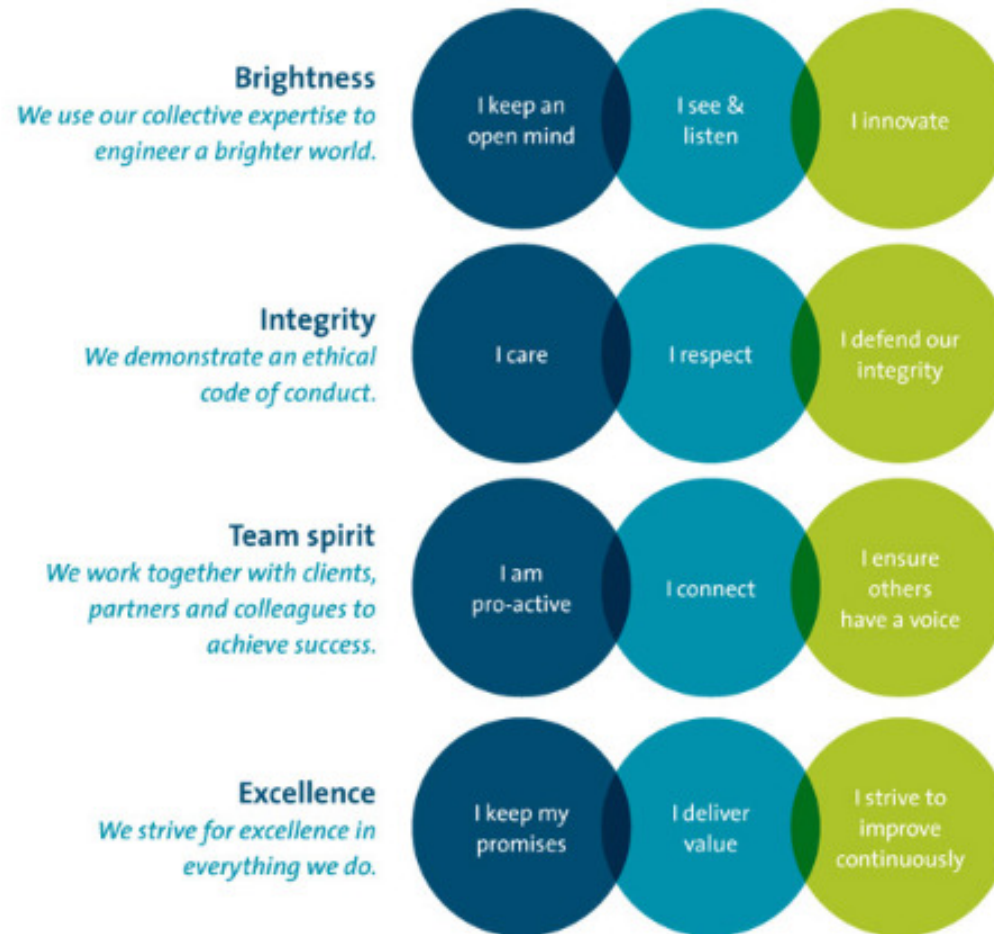 Brightness
We use our collective expertise to
engineer a brighter world.
I keep an
open mind
I see &
listen
I innovate
Integrity
We demonstrate an ethical
code of conduct.
I care
I respect
I defend our
integrity
Team spirit
We work together with clients,
partners and colleagues to
achieve success.
I am
pro-active
I connect
I ensure
others
have a voice
Excellence
We strive for excellence in
everything we do.
I keep my
promises
I deliver
value
I strive to
improve
continuously